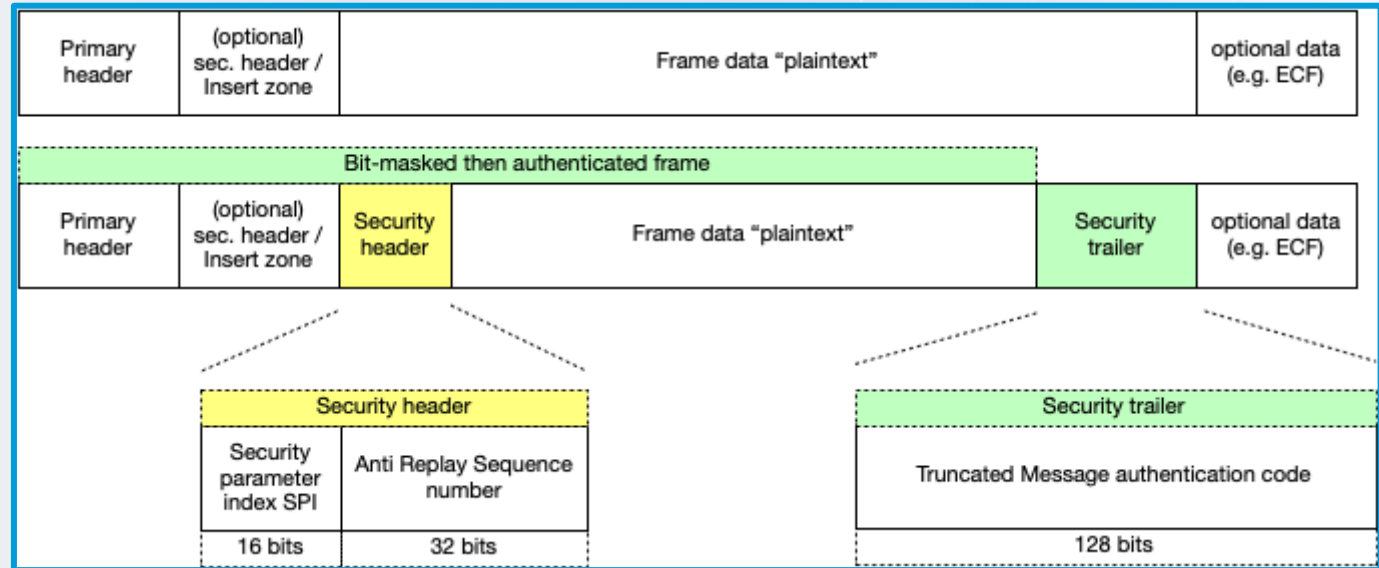 Primary
header
(optional)
sec. header /
Insert zone
Frame data “plaintext”
optional data
(e.g. ECF)
Bit-masked then authenticated frame
Primary
header
(optional)
sec. header /
Insert zone
Security
header
Frame data “plaintext”
Security
trailer
optional data
(e.g. ECF)
Security header
Security
parameter
index SPI
Anti Replay Sequence
number
16 bits
32 bits
Security trailer
Truncated Message authentication code
128 bits